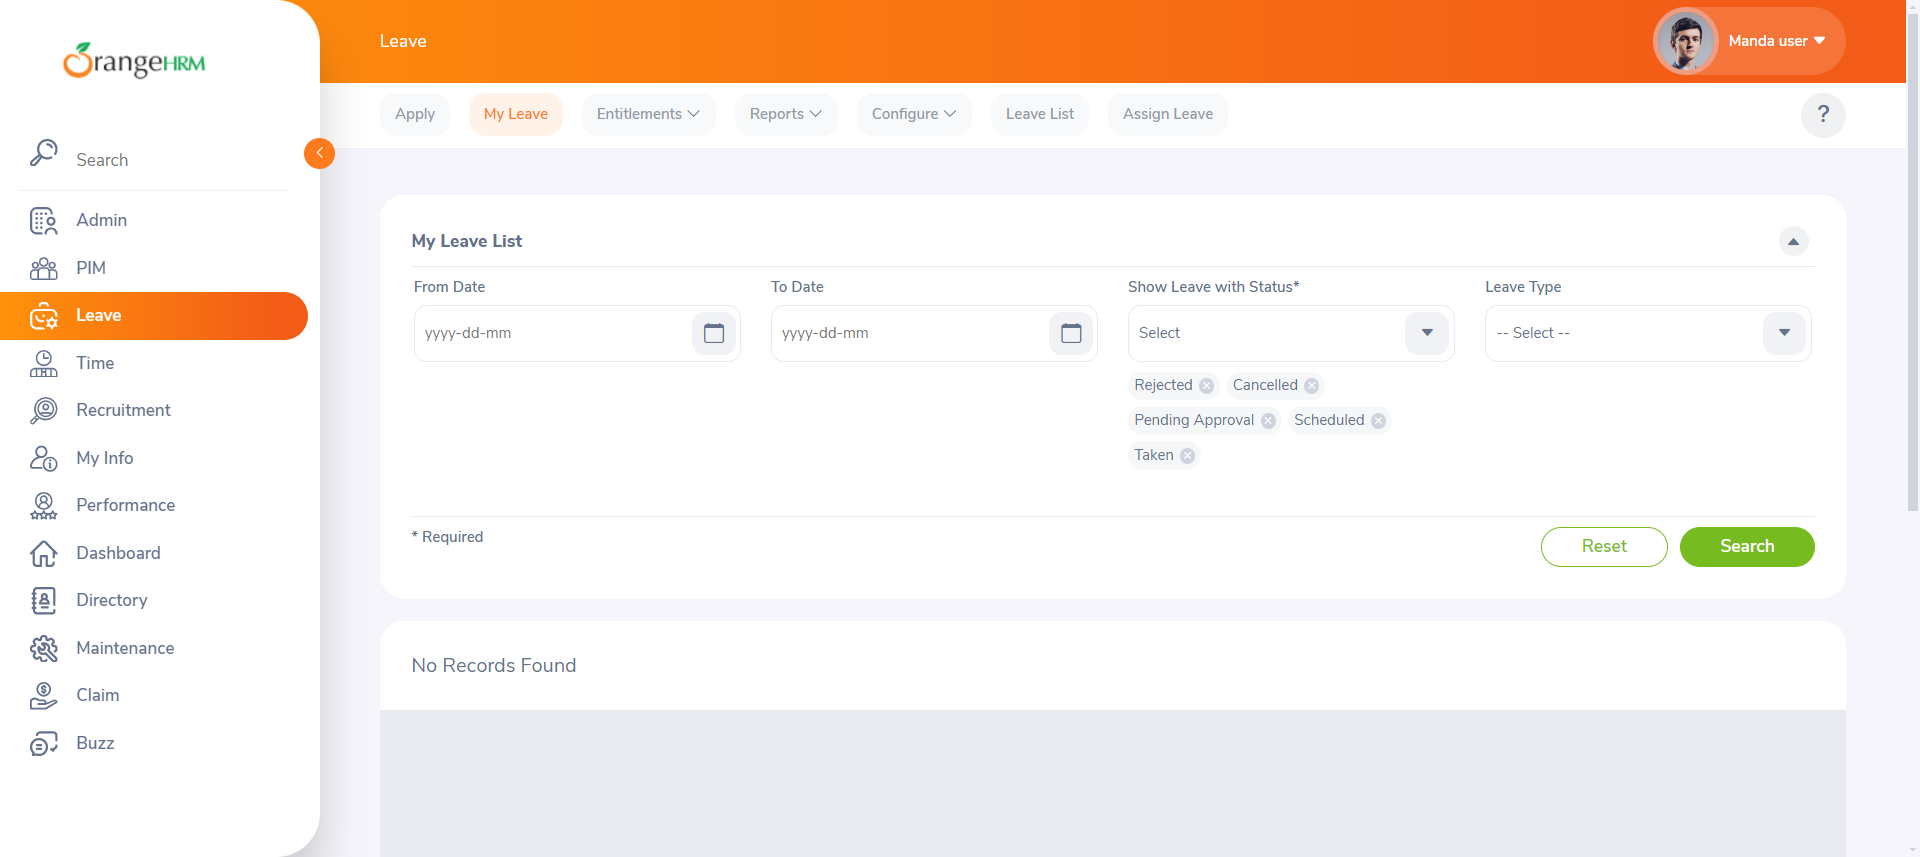 OrangeHRM
Leave
Manda user
Search
Admin
PIM
Leave
Time
Recruitment
My Info
Performance
Dashboard
Directory
Maintenance
Claim
Buzz
Apply
My Leave
Entitlements
Reports
Configure
Leave List
Assign Leave
?
My Leave List
From Date
To Date
Show Leave with Status*
Leave Type
yyyy-dd-mm
yyyy-dd-mm
Select
-- Select --
Rejected
Cancelled
Pending Approval
Scheduled
Taken
* Required
Reset
Search
No Records Found